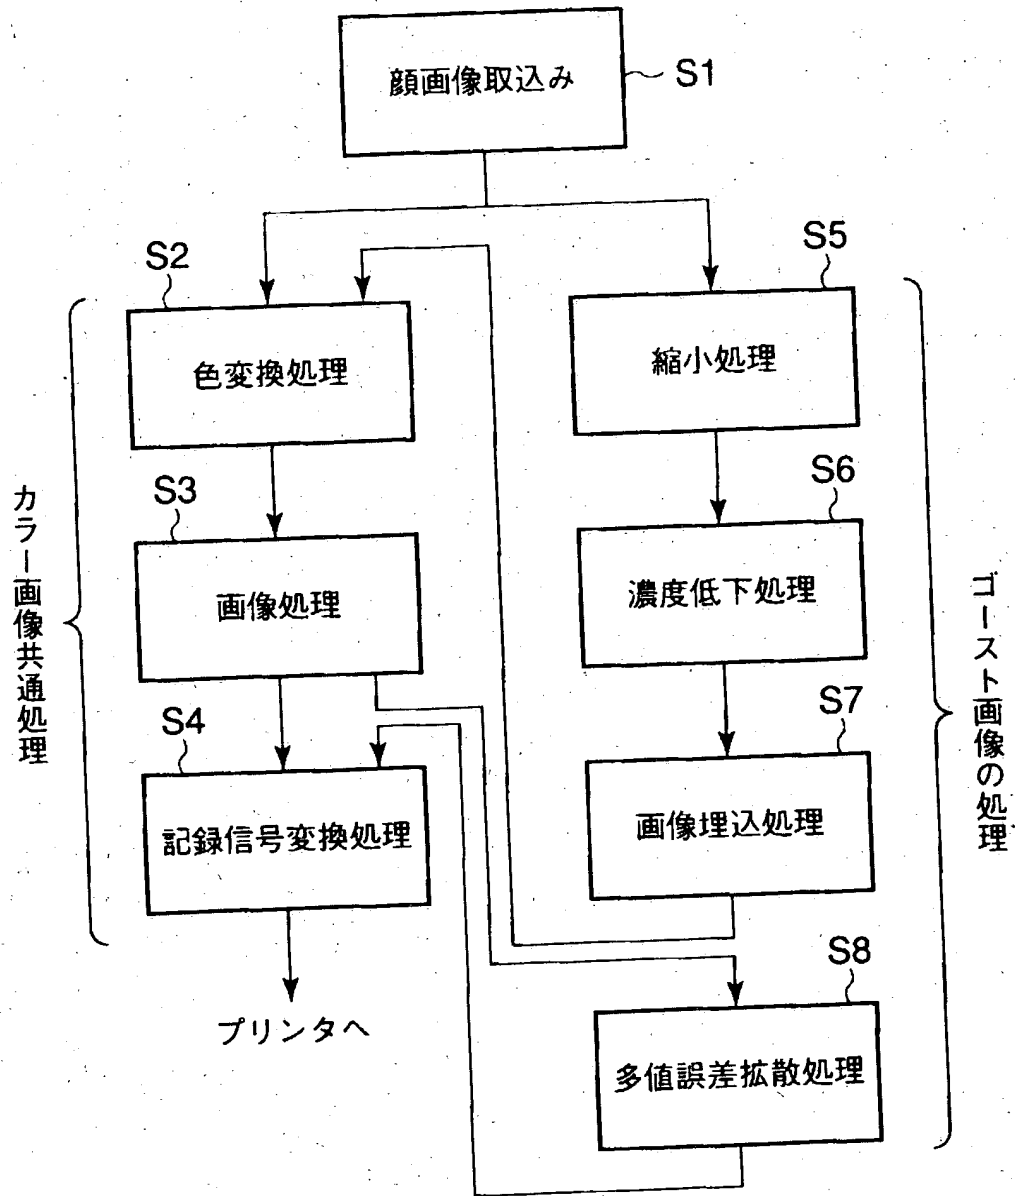 顔画像取込み
S1
S2
色変換処理
S3
画像処理
S4
記録信号変換処理
プリンタへ
カラー画像共通処理
S5
縮小処理
S6
濃度低下処理
S7
画像埋込処理
S8
多値誤差拡散処理
ゴースト画像の処理